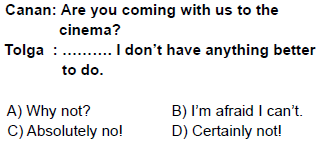 Canan: Are you coming with us to the
cinema?
Tolga : .......... I don't have anything better
to do.
A) Why not? B) I'm afraid I can't.
C) Absolutely no! D) Certainly not!